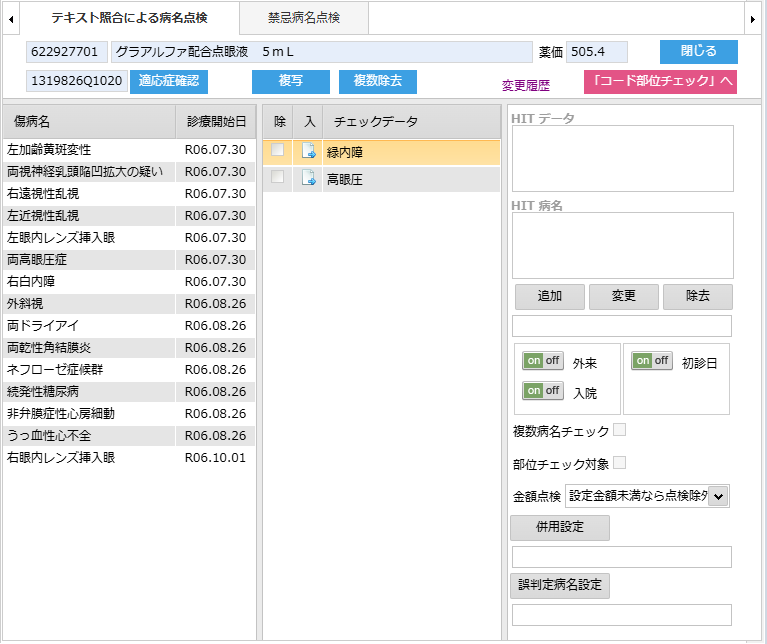 テキスト照合による病名点検 禁忌病名点検
622927701 グラアルファ配合点眼液 5mL 薬価 505.4 閉じる
1319826Q1020 適応症確認 複写 複数除去 変更履歴 「コード部位チェック」へ
傷病名 診療開始日
左加齢黄斑変性 R06.07.30
両視神経乳頭陥凹拡大の疑い R06.07.30
右遠視性乱視 R06.07.30
左近視性乱視 R06.07.30
左眼内レンズ挿入眼 R06.07.30
両高眼圧症 R06.07.30
右白内障 R06.07.30
外斜視 R06.08.26
両ドライアイ R06.08.26
両乾性角結膜炎 R06.08.26
ネフローゼ症候群 R06.08.26
続発性糖尿病 R06.08.26
非弁膜症性心房細動 R06.08.26
うっ血性心不全 R06.08.26
右眼内レンズ挿入眼 R06.10.01
除 入 チェックデータ
緑内障
高眼圧
HIT データ
HIT 病名
追加 変更 除去
on off 外来 on off 初診日
on off 入院
複数病名チェック
部位チェック対象
金額点検 設定金額未満なら点検除外
併用設定
誤判定病名設定